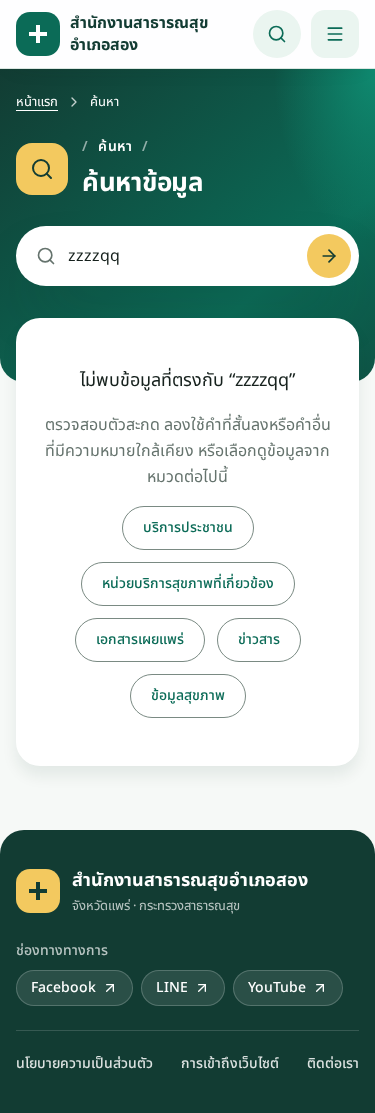 สำนักงานสาธารณสุข
อำเภอสอง
หน้าแรก > ค้นหา
/ ค้นหา /
ค้นหาข้อมูล
zzzzqq
ไม่พบข้อมูลที่ตรงกับ “zzzzqq”
ตรวจสอบตัวสะกด ลองใช้คำที่สั้นลงหรือคำอื่น
ที่มีความหมายใกล้เคียง หรือเลือกดูข้อมูลจาก
หมวดต่อไปนี้
บริการประชาชน
หน่วยบริการสุขภาพที่เกี่ยวข้อง
เอกสารเผยแพร่ ข่าวสาร
ข้อมูลสุขภาพ
สำนักงานสาธารณสุขอำเภอสอง
จังหวัดแพร่ · กระทรวงสาธารณสุข
ช่องทางทางการ
Facebook LINE YouTube
นโยบายความเป็นส่วนตัว การเข้าถึงเว็บไซต์ ติดต่อเรา